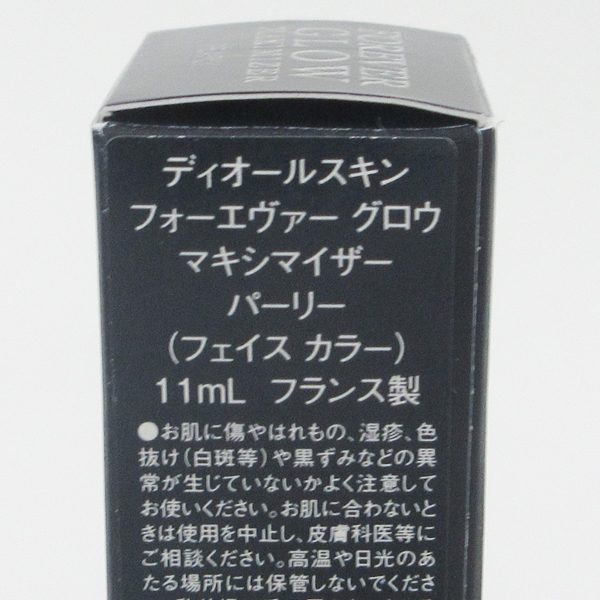 FOREVER
GLOW
MAXIMIZER
ディオールスキン
フォーエヴァー グロウ
マキシマイザー
パーリー
(フェイス カラー)
11mL フランス製
●お肌に傷やはれもの、湿疹、色
抜け(白斑等)や黒ずみなどの異
常が生じていないかよく注意して
お使いください。お肌に合わないと
きは使用を中止し、皮膚科医等に
ご相談ください。高温や日光のあ
たる場所には保管しないでくださ